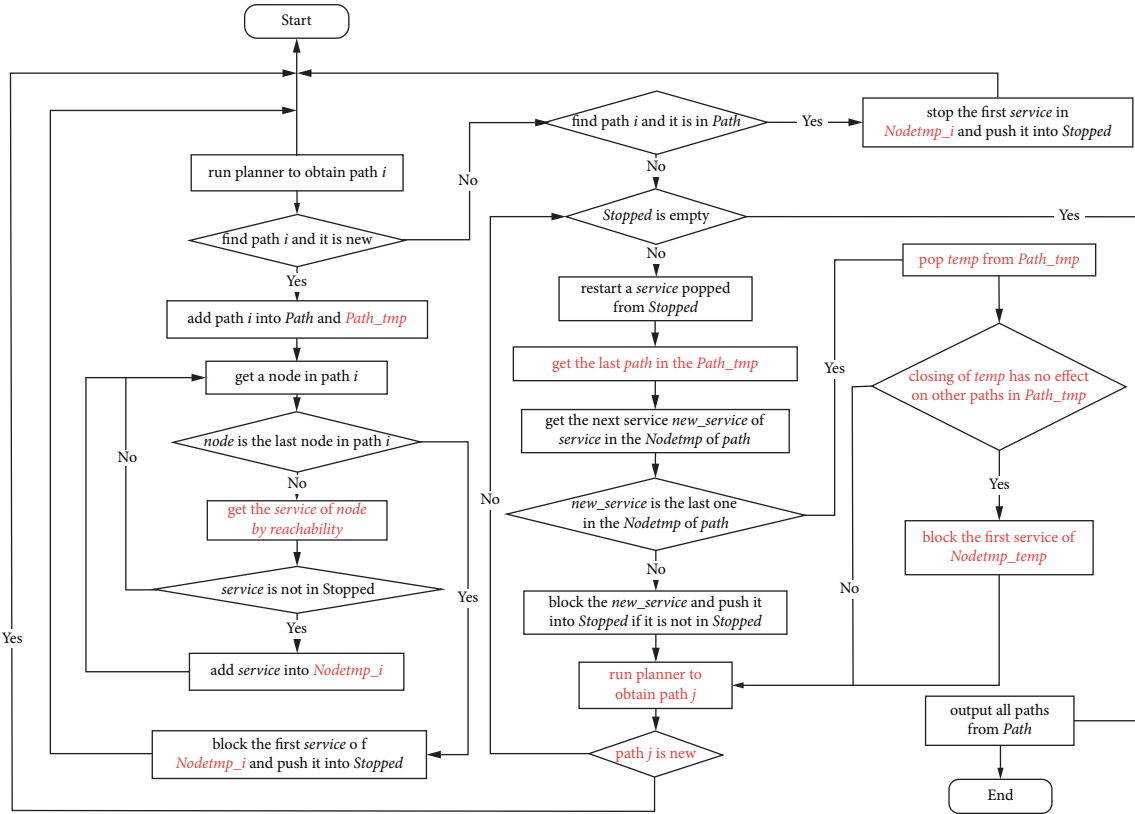 Start
run planner to obtain path i
find path i and it is new
Yes
No
add path i into Path and Path_tmp
get a node in path i
node is the last node in path i
No
No
get the service of node
by reachability
service is not in Stopped
Yes
Yes
add service into Nodetmp_i
block the first service o f
Nodetmp_i and push it into Stopped
Yes
find path i and it is in Path
Yes
stop the first service in
Nodetmp_i and push it into Stopped
No
Stopped is empty
Yes
No
restart a service popped
from Stopped
get the last path in the Path_tmp
get the next service new_service of
service in the Nodetmp of path
new_service is the last one
in the Nodetmp of path
Yes
No
No
block the new_service and push it
into Stopped if it is not in Stopped
run planner to
obtain path j
path j is new
pop temp from Path_tmp
closing of temp has no effect
on other paths in Path_tmp
Yes
No
block the first service of
Nodetmp_temp
output all paths
from Path
End